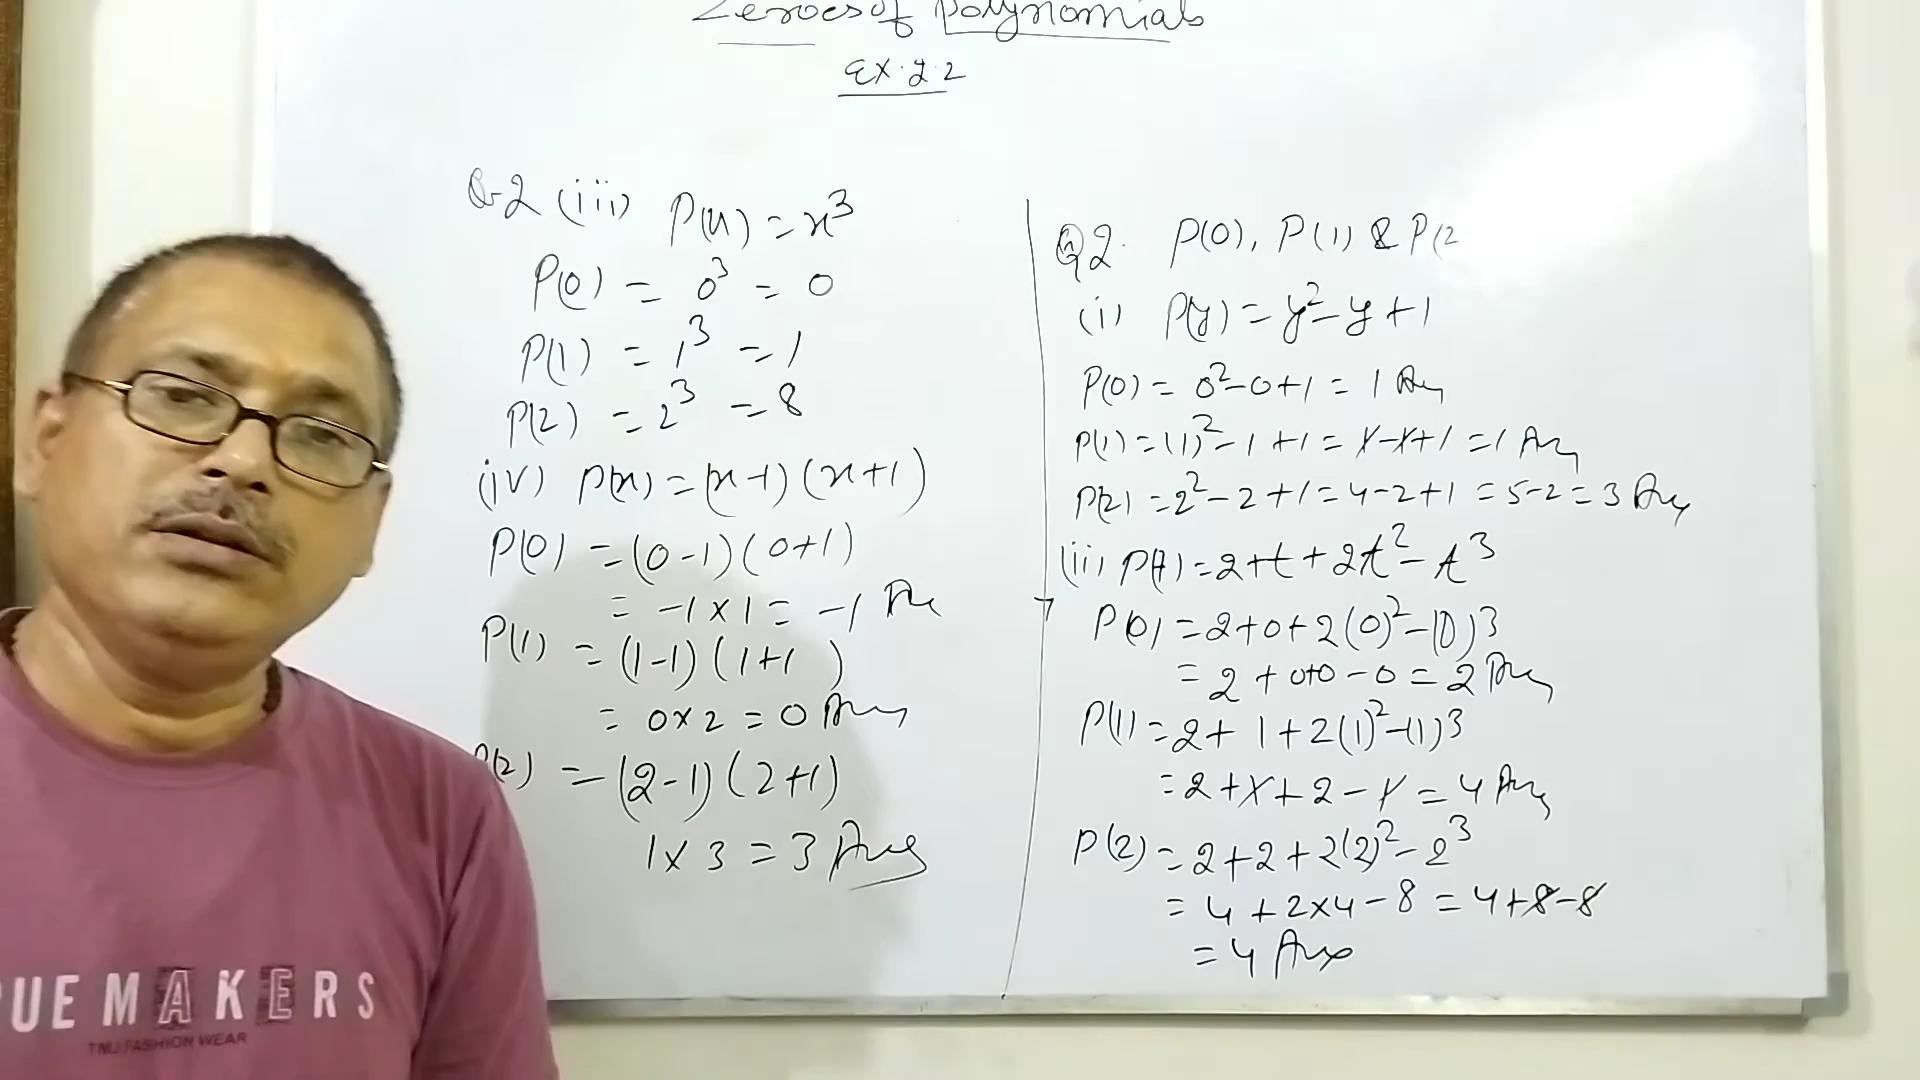 Zeroes of Polynomials
Ex. 2.2
Q-2 (iii) P(x) = x³
P(0) = 0³ = 0
P(1) = 1³ = 1
P(2) = 2³ = 8
(iv) P(x) = (x-1)(x+1)
P(0) = (0-1)(0+1)
= -1 × 1 = -1 Ans
P(1) = (1-1)(1+1)
= 0×2 = 0 Ans
P(2) = (2-1)(2+1)
1×3 = 3 Ans
Q2. P(0), P(1) & P(2
(i) P(y) = y² - y + 1
P(0) = 0² - 0 + 1 = 1 Ans
P(1) = (1)² - 1 + 1 = 1 - 1 + 1 = 1 Ans
P(2) = 2² - 2 + 1 = 4 - 2 + 1 = 5 - 2 = 3 Ans
(ii) P(t) = 2 + t + 2t² - t³
P(0) = 2 + 0 + 2(0)² - (0)³
= 2 + 0+0 - 0 = 2 Ans
P(1) = 2 + 1 + 2(1)² - (1)³
= 2 + 1 + 2 - 1 = 4 Ans
P(2) = 2 + 2 + 2(2)² - 2³
= 4 + 2×4 - 8 = 4 + 8 - 8
= 4 Ans
UE MAKERS
TNJ FASHION WEAR